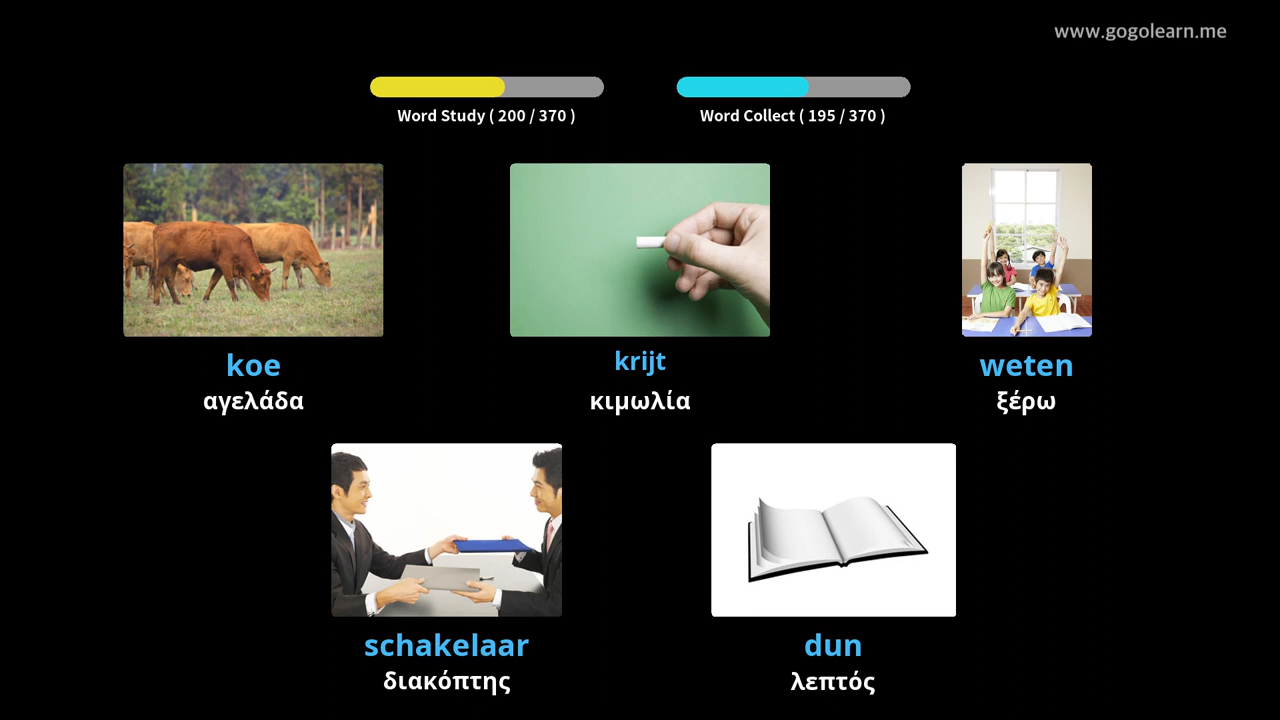 www.gogolearn.me
Word Study ( 200 / 370 )
Word Collect ( 195 / 370 )
koe
αγελάδα
krijt
κιμωλία
weten
ξέρω
schakelaar
διακόπτης
dun
λεπτός